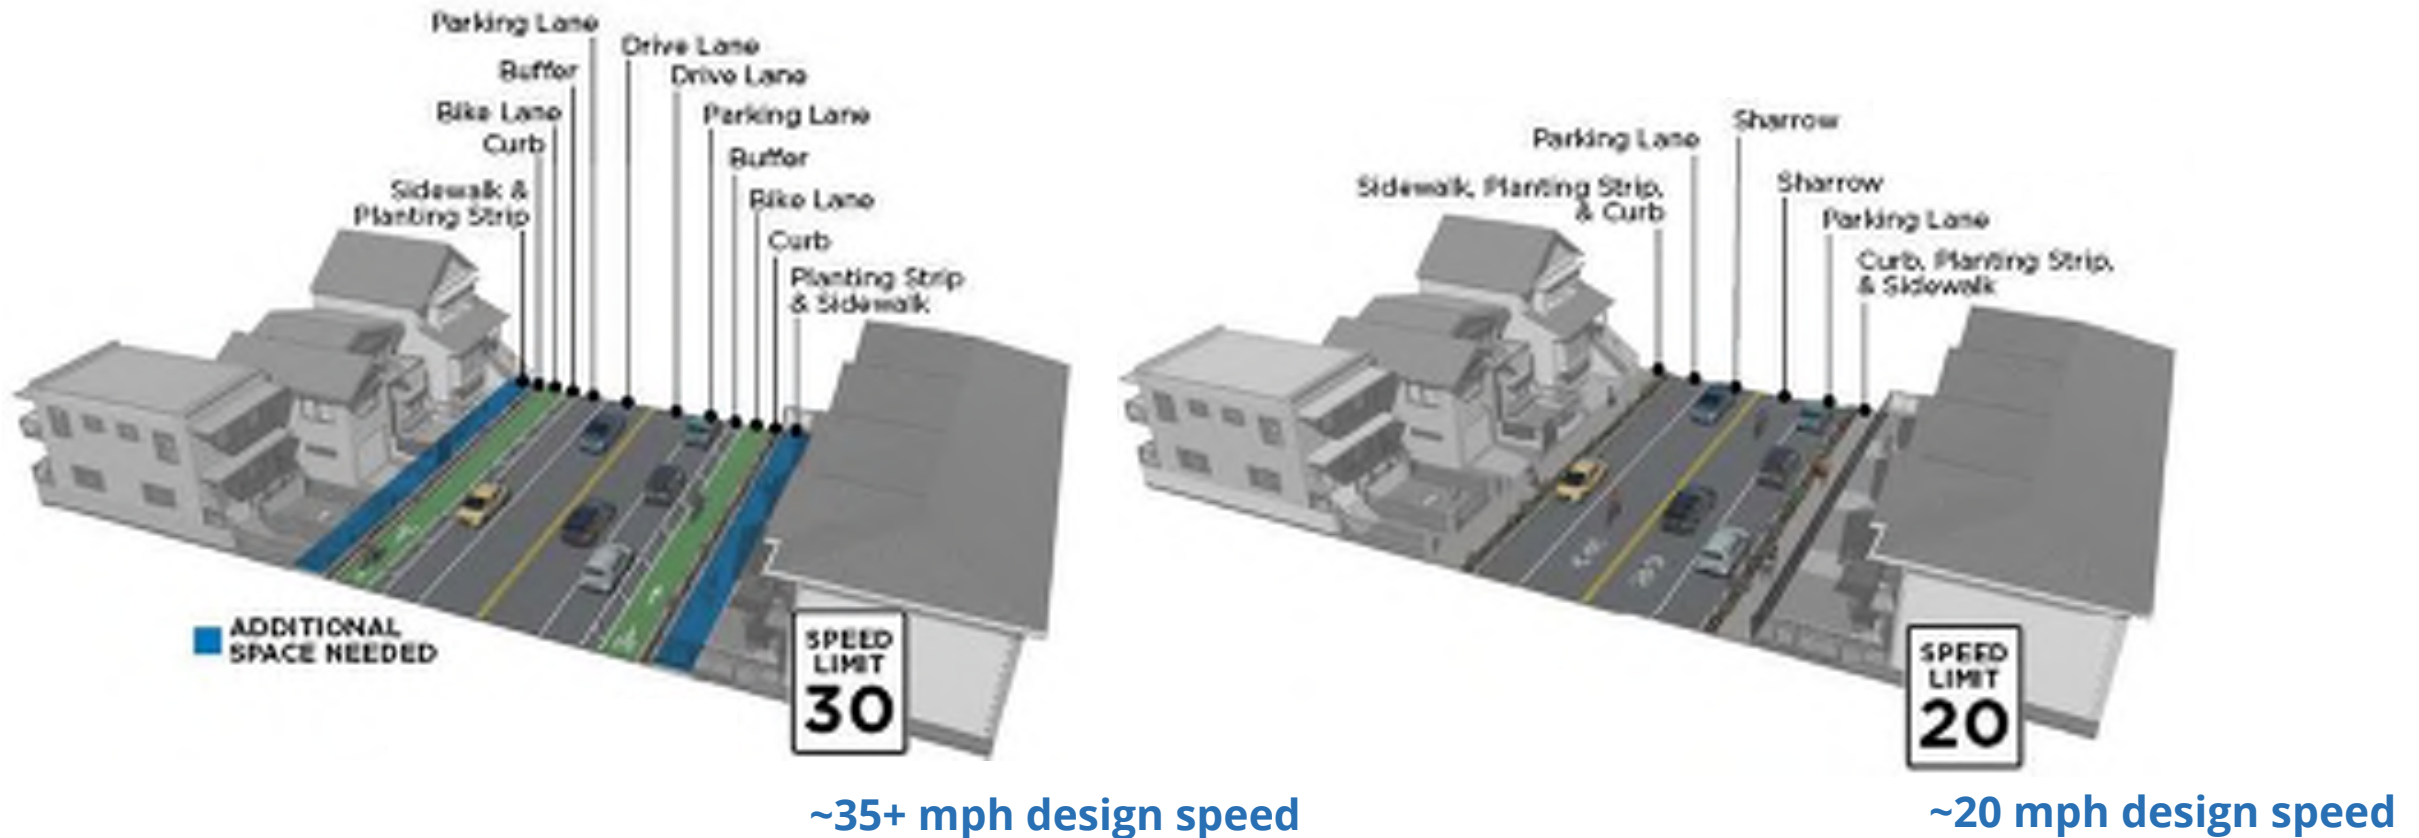 Parking Lane
Drive Lane
Buffer
Drive Lane
Bike Lane
Parking Lane
Curb
Buffer
Sidewalk &
Planting Strip
Bike Lane
Curb
Planting Strip
& Sidewalk
ADDITIONAL
SPACE NEEDED
SPEED
LIMIT
30
~35+ mph design speed
Sharrow
Parking Lane
Sharrow
Sidewalk, Planting Strip,
& Curb
Parking Lane
Curb, Planting Strip,
& Sidewalk
SPEED
LIMIT
20
~20 mph design speed